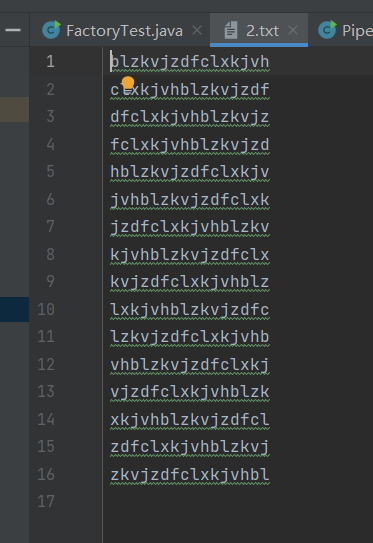 FactoryTest.java 2.txt Pipe
1 blzkvjzdfclxkjvh
2 clxkjvhblzkvjzdf
3 dfclxkjvhblzkvjz
4 fclxkjvhblzkvjzd
5 hblzkvjzdfclxkjv
6 jvhblzkvjzdfclxk
7 jzdfclxkjvhblzkv
8 kjvhblzkvjzdfclx
9 kvjzdfclxkjvhblz
10 lxkjvhblzkvjzdfc
11 lzkvjzdfclxkjvhb
12 vhblzkvjzdfclxkj
13 vjzdfclxkjvhblzk
14 xkjvhblzkvjzdfcl
15 zdfclxkjvhblzkvj
16 zkvjzdfclxkjvhbl
17